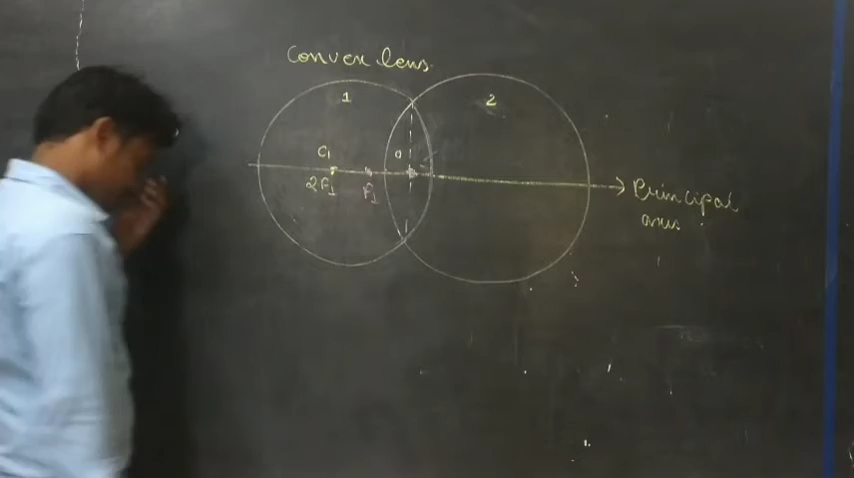 Convex lens.
1
2
C1
O
2F1
F1
Principal
axis.